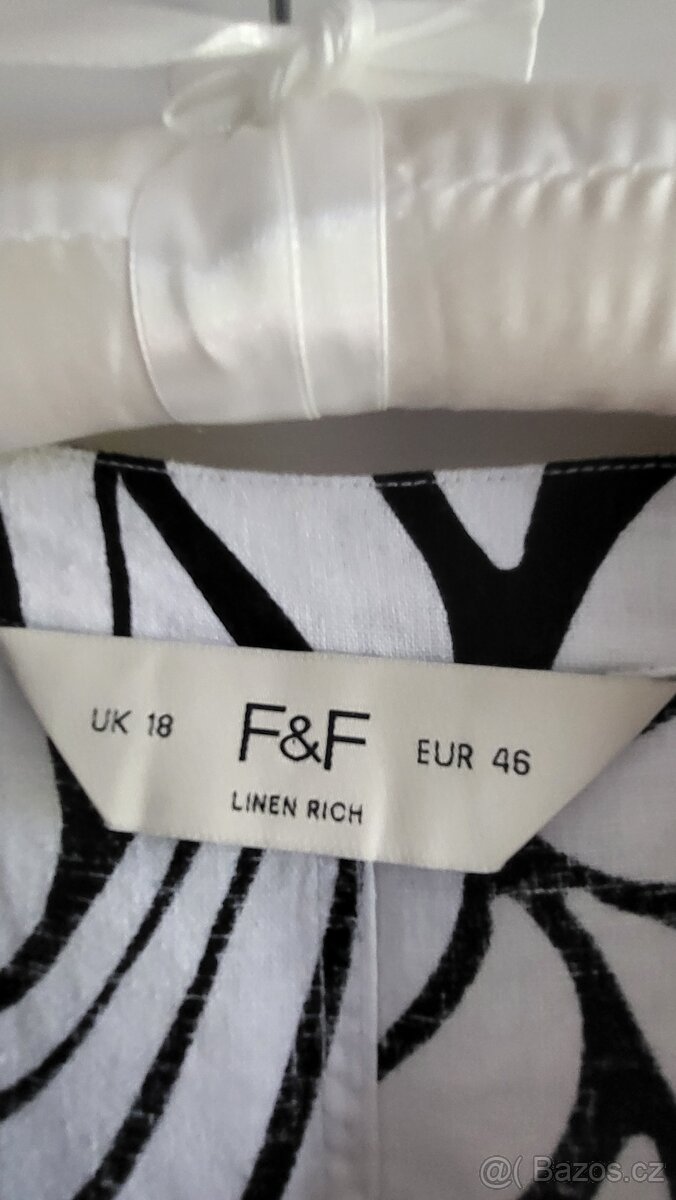 UK 18 F&F EUR 46
LINEN RICH
@( Bazos.cz